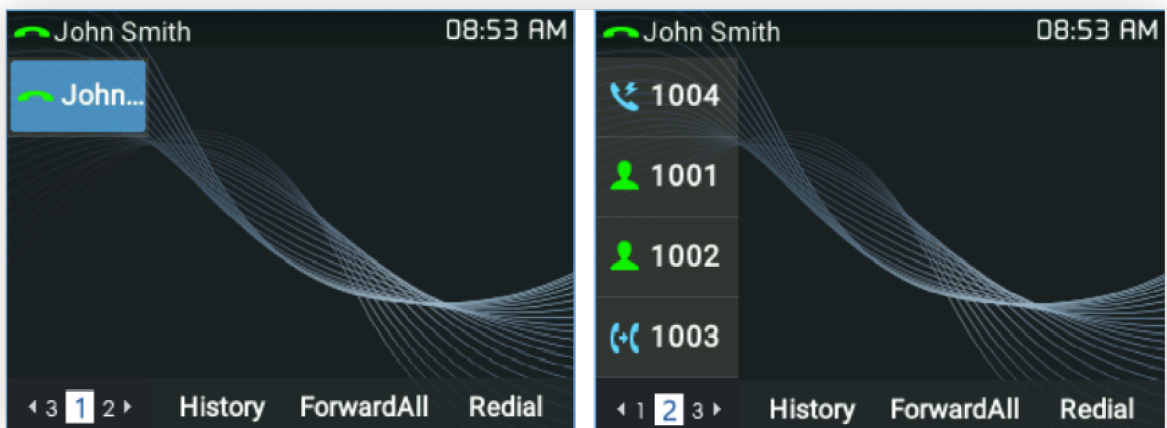 John Smith 08:53 AM
John...
3 1 2 History ForwardAll Redial
John Smith 08:53 AM
1004
1001
1002
1003
1 2 3 History ForwardAll Redial